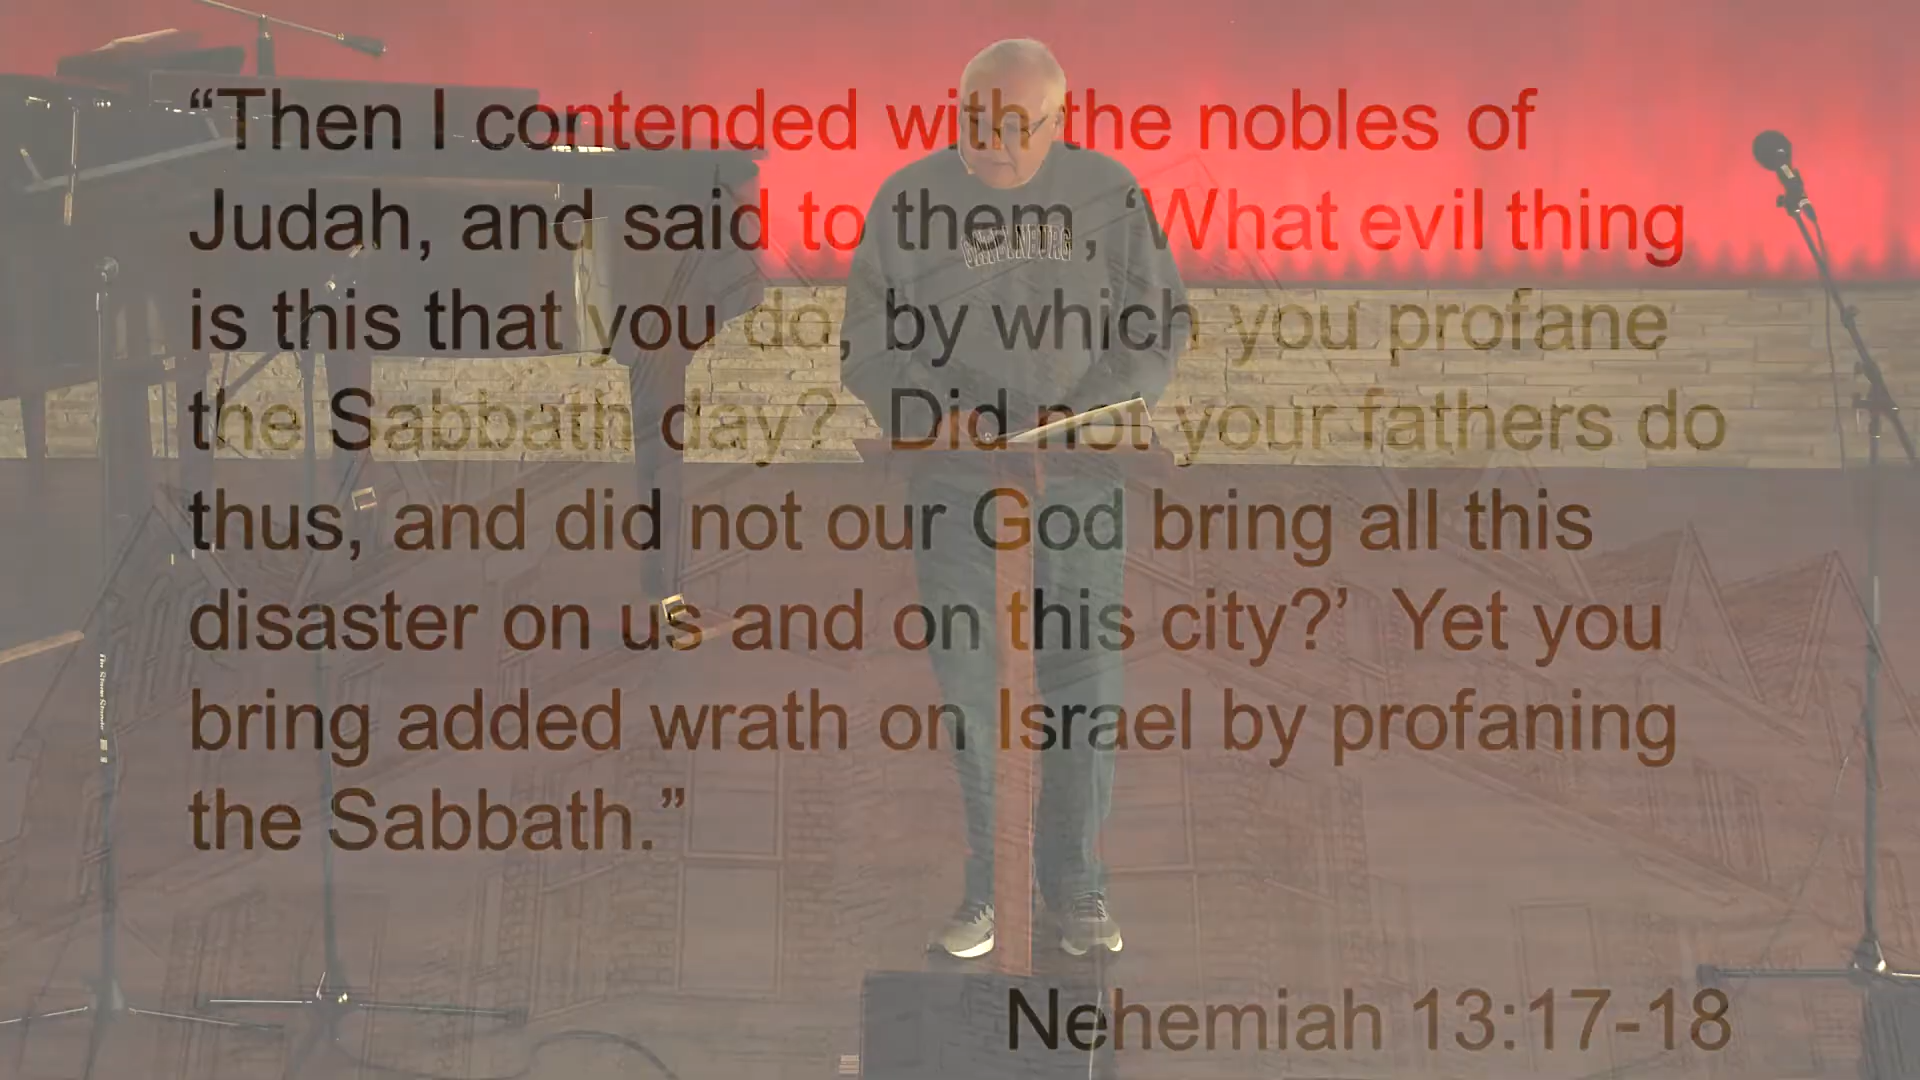 “Then I contended with the nobles of
Judah, and said to them, ‘What evil thing
is this that you do, by which you profane
the Sabbath day?  Did not your fathers do
thus, and did not our God bring all this
disaster on us and on this city?’  Yet you
bring added wrath on Israel by profaning
the Sabbath.”
Nehemiah 13:17-18
GATLINBURG